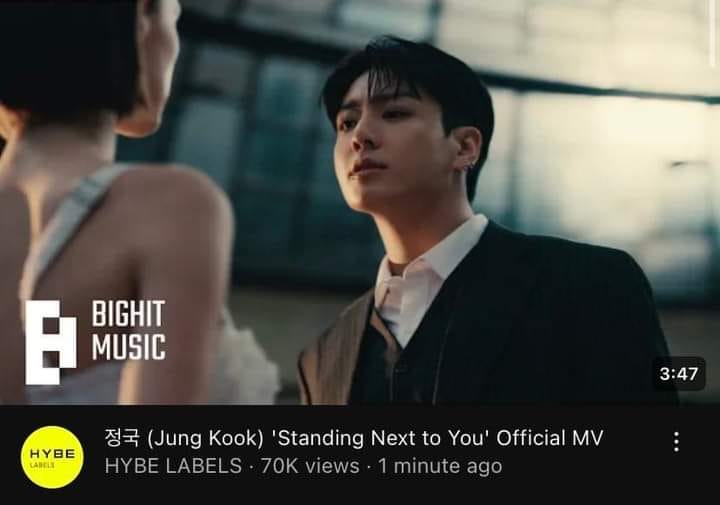 BIGHIT
MUSIC
3:47
정국 (Jung Kook) 'Standing Next to You' Official MV
HYBE
LABELS
HYBE LABELS · 70K views · 1 minute ago